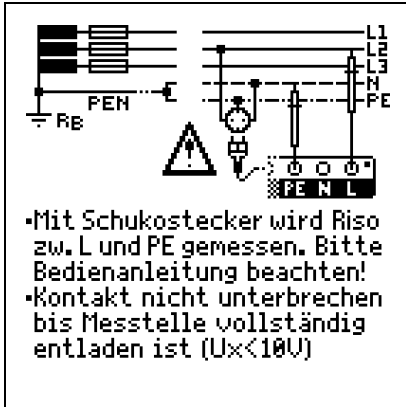 L1
L2
L3
N
PE
PEN
RB
PE N L
▪Mit Schukostecker wird Riso
zw. L und PE gemessen. Bitte
Bedienanleitung beachten!
▪Kontakt nicht unterbrechen
bis Messtelle vollständig
entladen ist (Ux<10V)